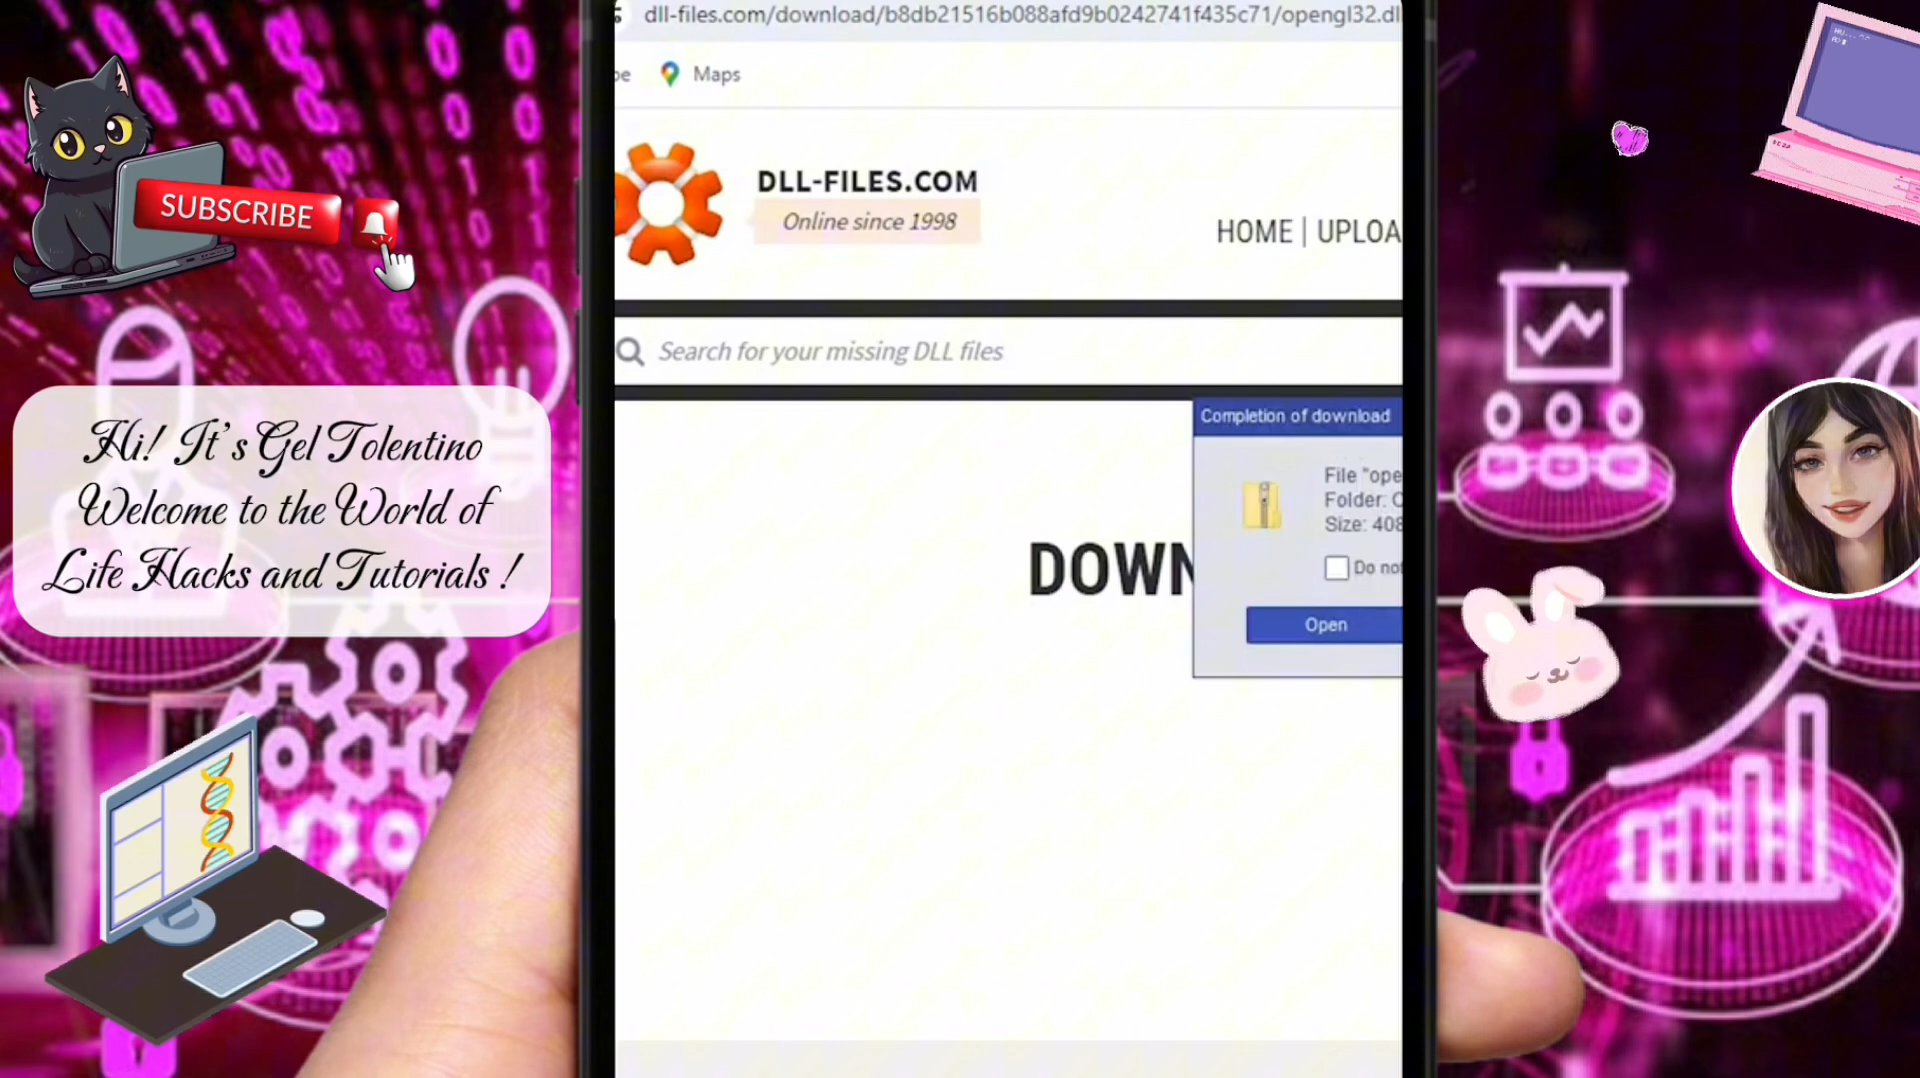 dll-files.com/download/b8db21516b088afd9b0242741f435c71/opengl32.dl
be
Maps
DLL-FILES.COM
Online since 1998
HOME | UPLOA
Search for your missing DLL files
Completion of download
File "ope
Folder: C
Size: 408
Do not
Open
DOWN
SUBSCRIBE
Hi! It's Gel Tolentino
Welcome to the World of
Life Hacks and Tutorials !